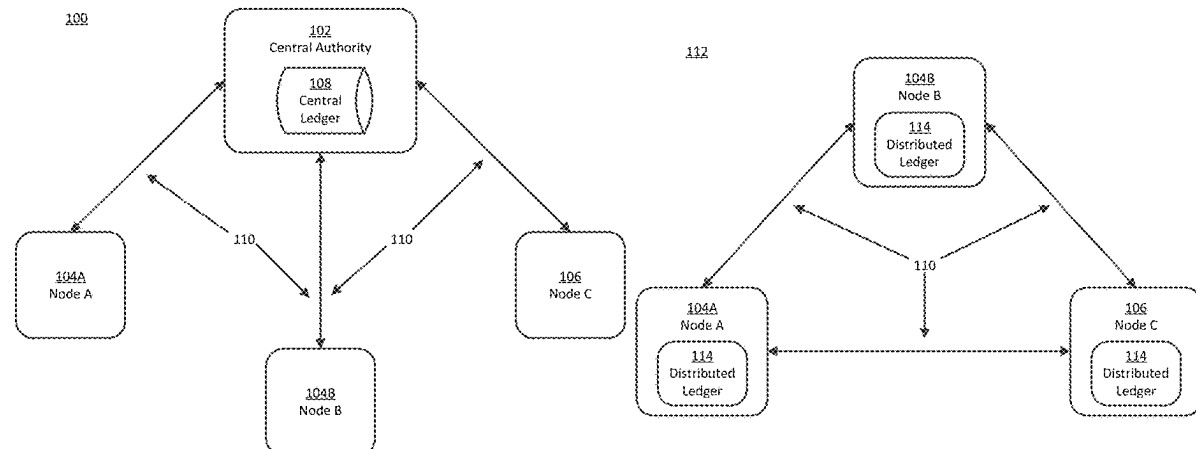 100
102
Central Authority
108
Central
Ledger
110
110
104A
Node A
106
Node C
104B
Node B
112
104B
Node B
114
Distributed
Ledger
110
104A
Node A
114
Distributed
Ledger
106
Node C
114
Distributed
Ledger